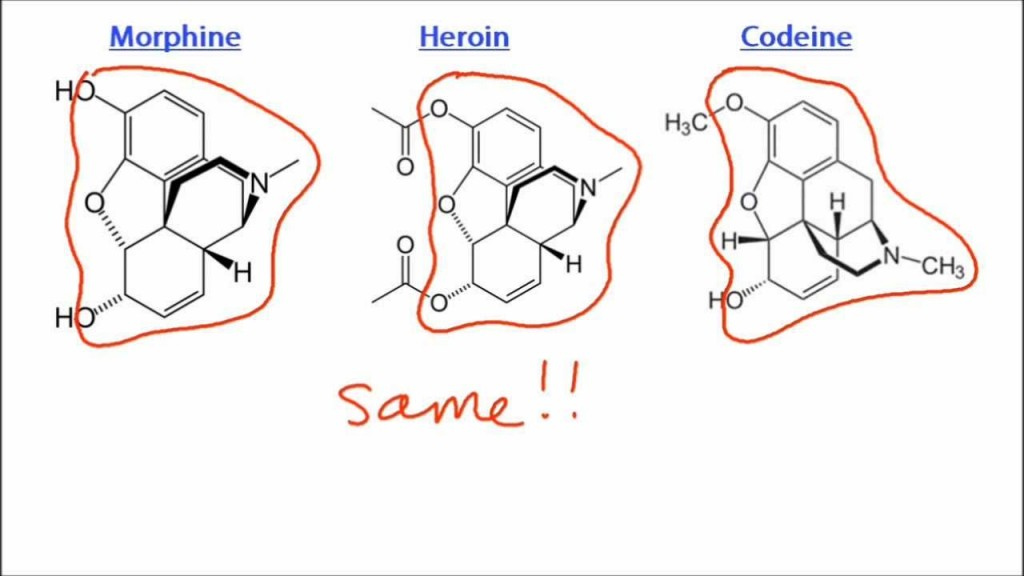 Morphine Heroin Codeine
HO O O
H₃C
O
N N O H
O O
H N CH₃
O
H H
HO O HO
same!!